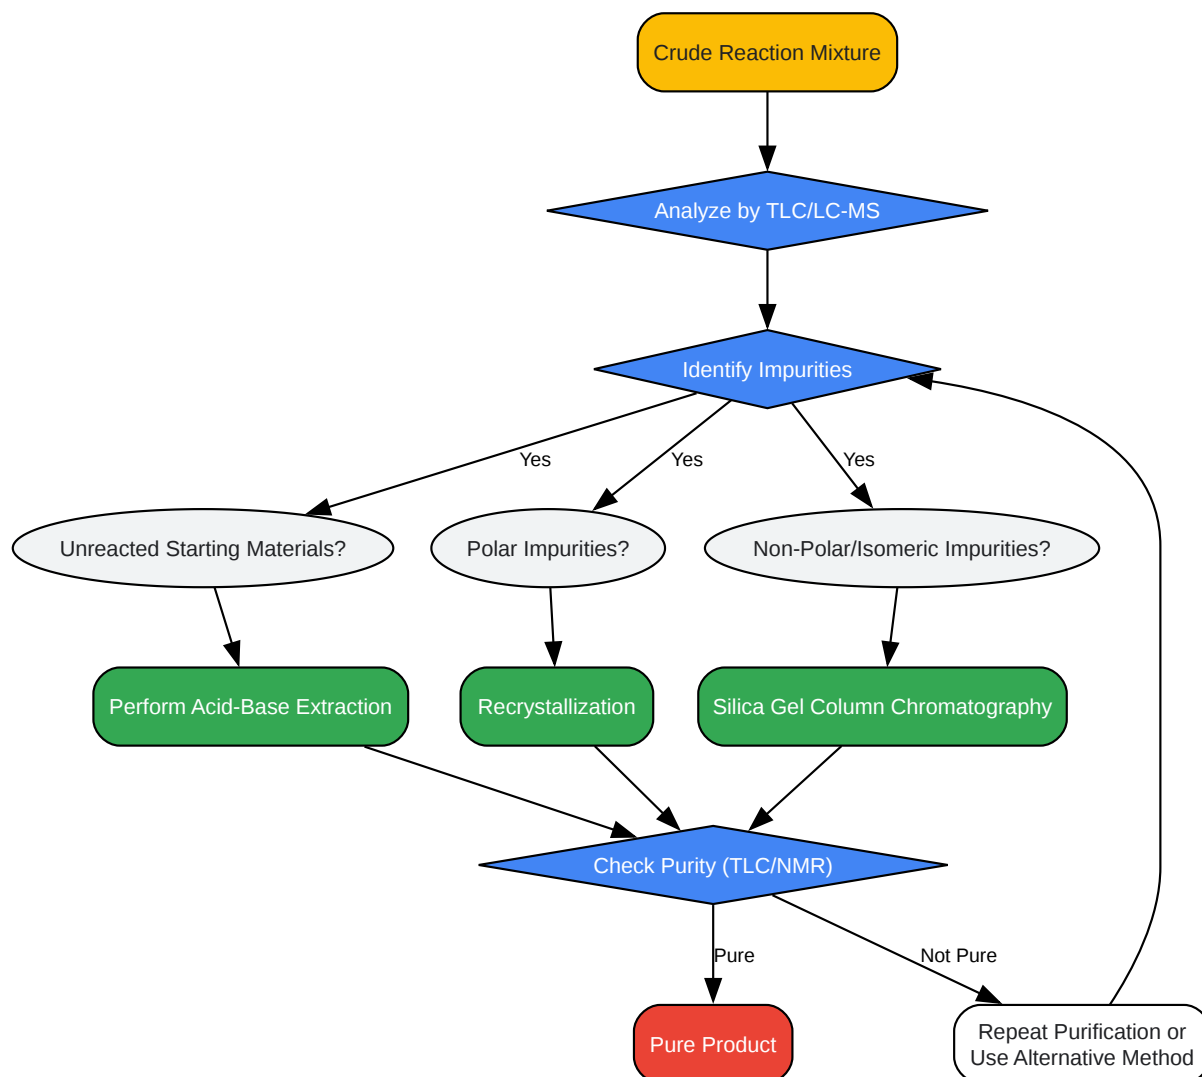 Crude Reaction Mixture
Analyze by TLC/LC-MS
Identify Impurities
Yes
Yes
Yes
Unreacted Starting Materials?
Polar Impurities?
Non-Polar/Isomeric Impurities?
Perform Acid-Base Extraction
Recrystallization
Silica Gel Column Chromatography
Check Purity (TLC/NMR)
Pure
Not Pure
Pure Product
Repeat Purification or
Use Alternative Method